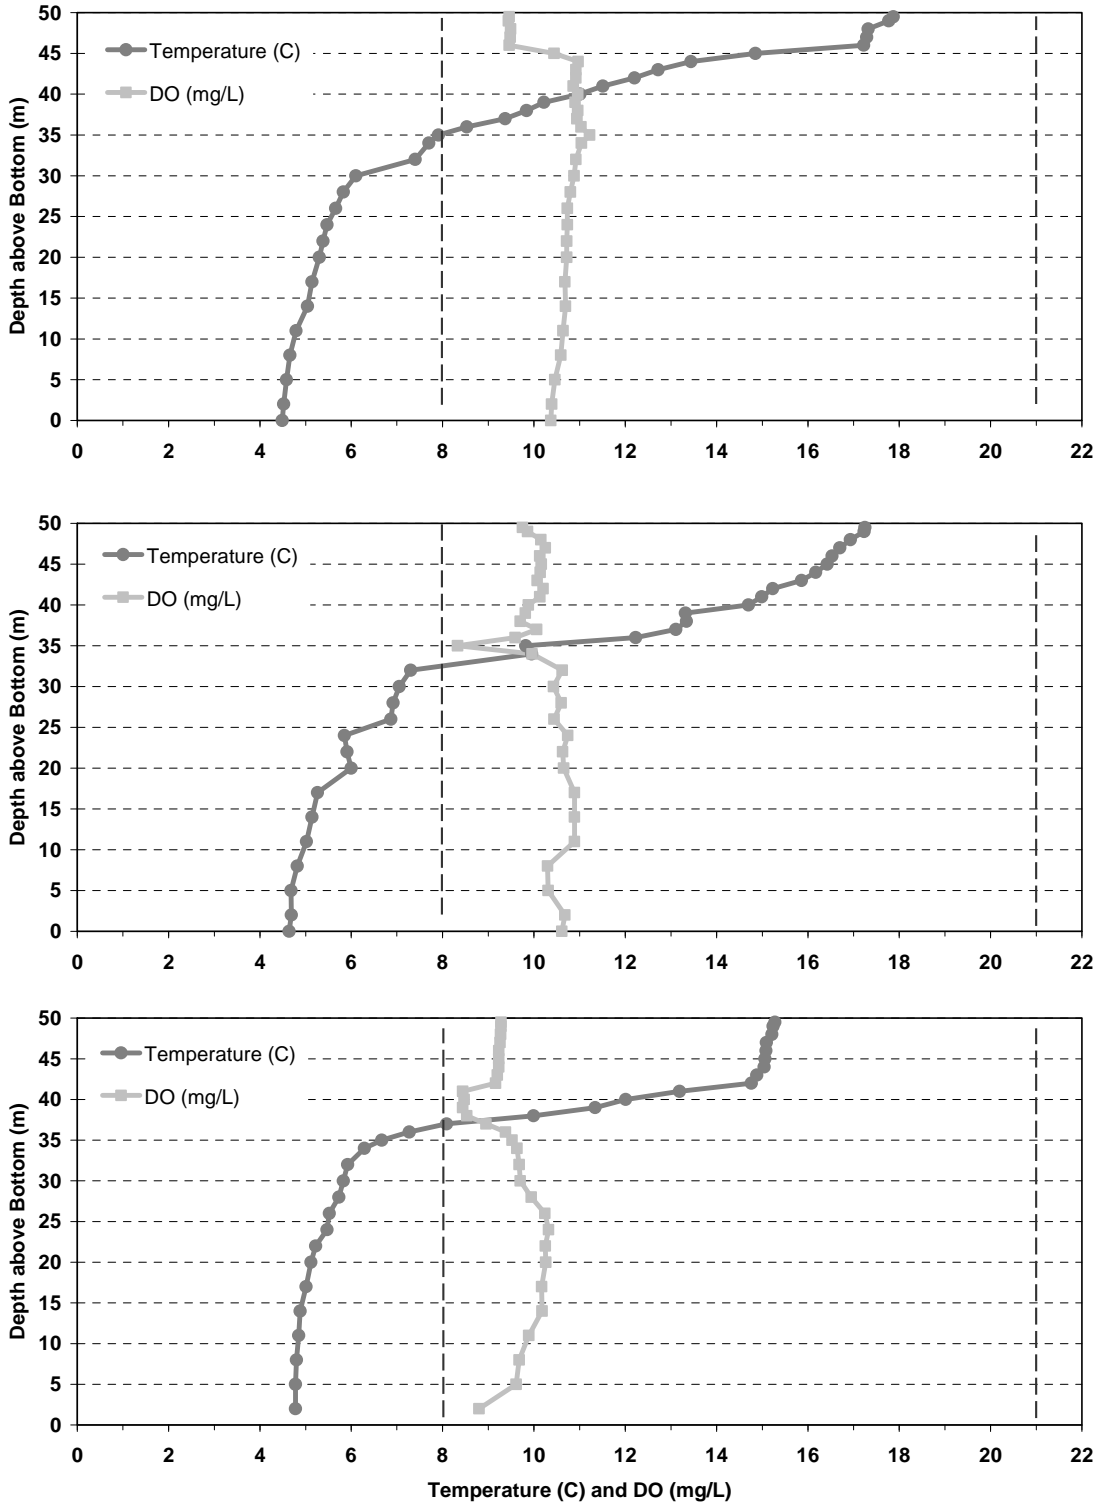 50
45
40
35
30
25
20
15
10
5
0
Depth above Bottom (m)
Temperature (C)
DO (mg/L)
0 2 4 6 8 10 12 14 16 18 20 22
50
45
40
35
30
25
20
15
10
5
0
Depth above Bottom (m)
Temperature (C)
DO (mg/L)
0 2 4 6 8 10 12 14 16 18 20 22
50
45
40
35
30
25
20
15
10
5
0
Depth above Bottom (m)
Temperature (C)
DO (mg/L)
0 2 4 6 8 10 12 14 16 18 20 22
Temperature (C) and DO (mg/L)